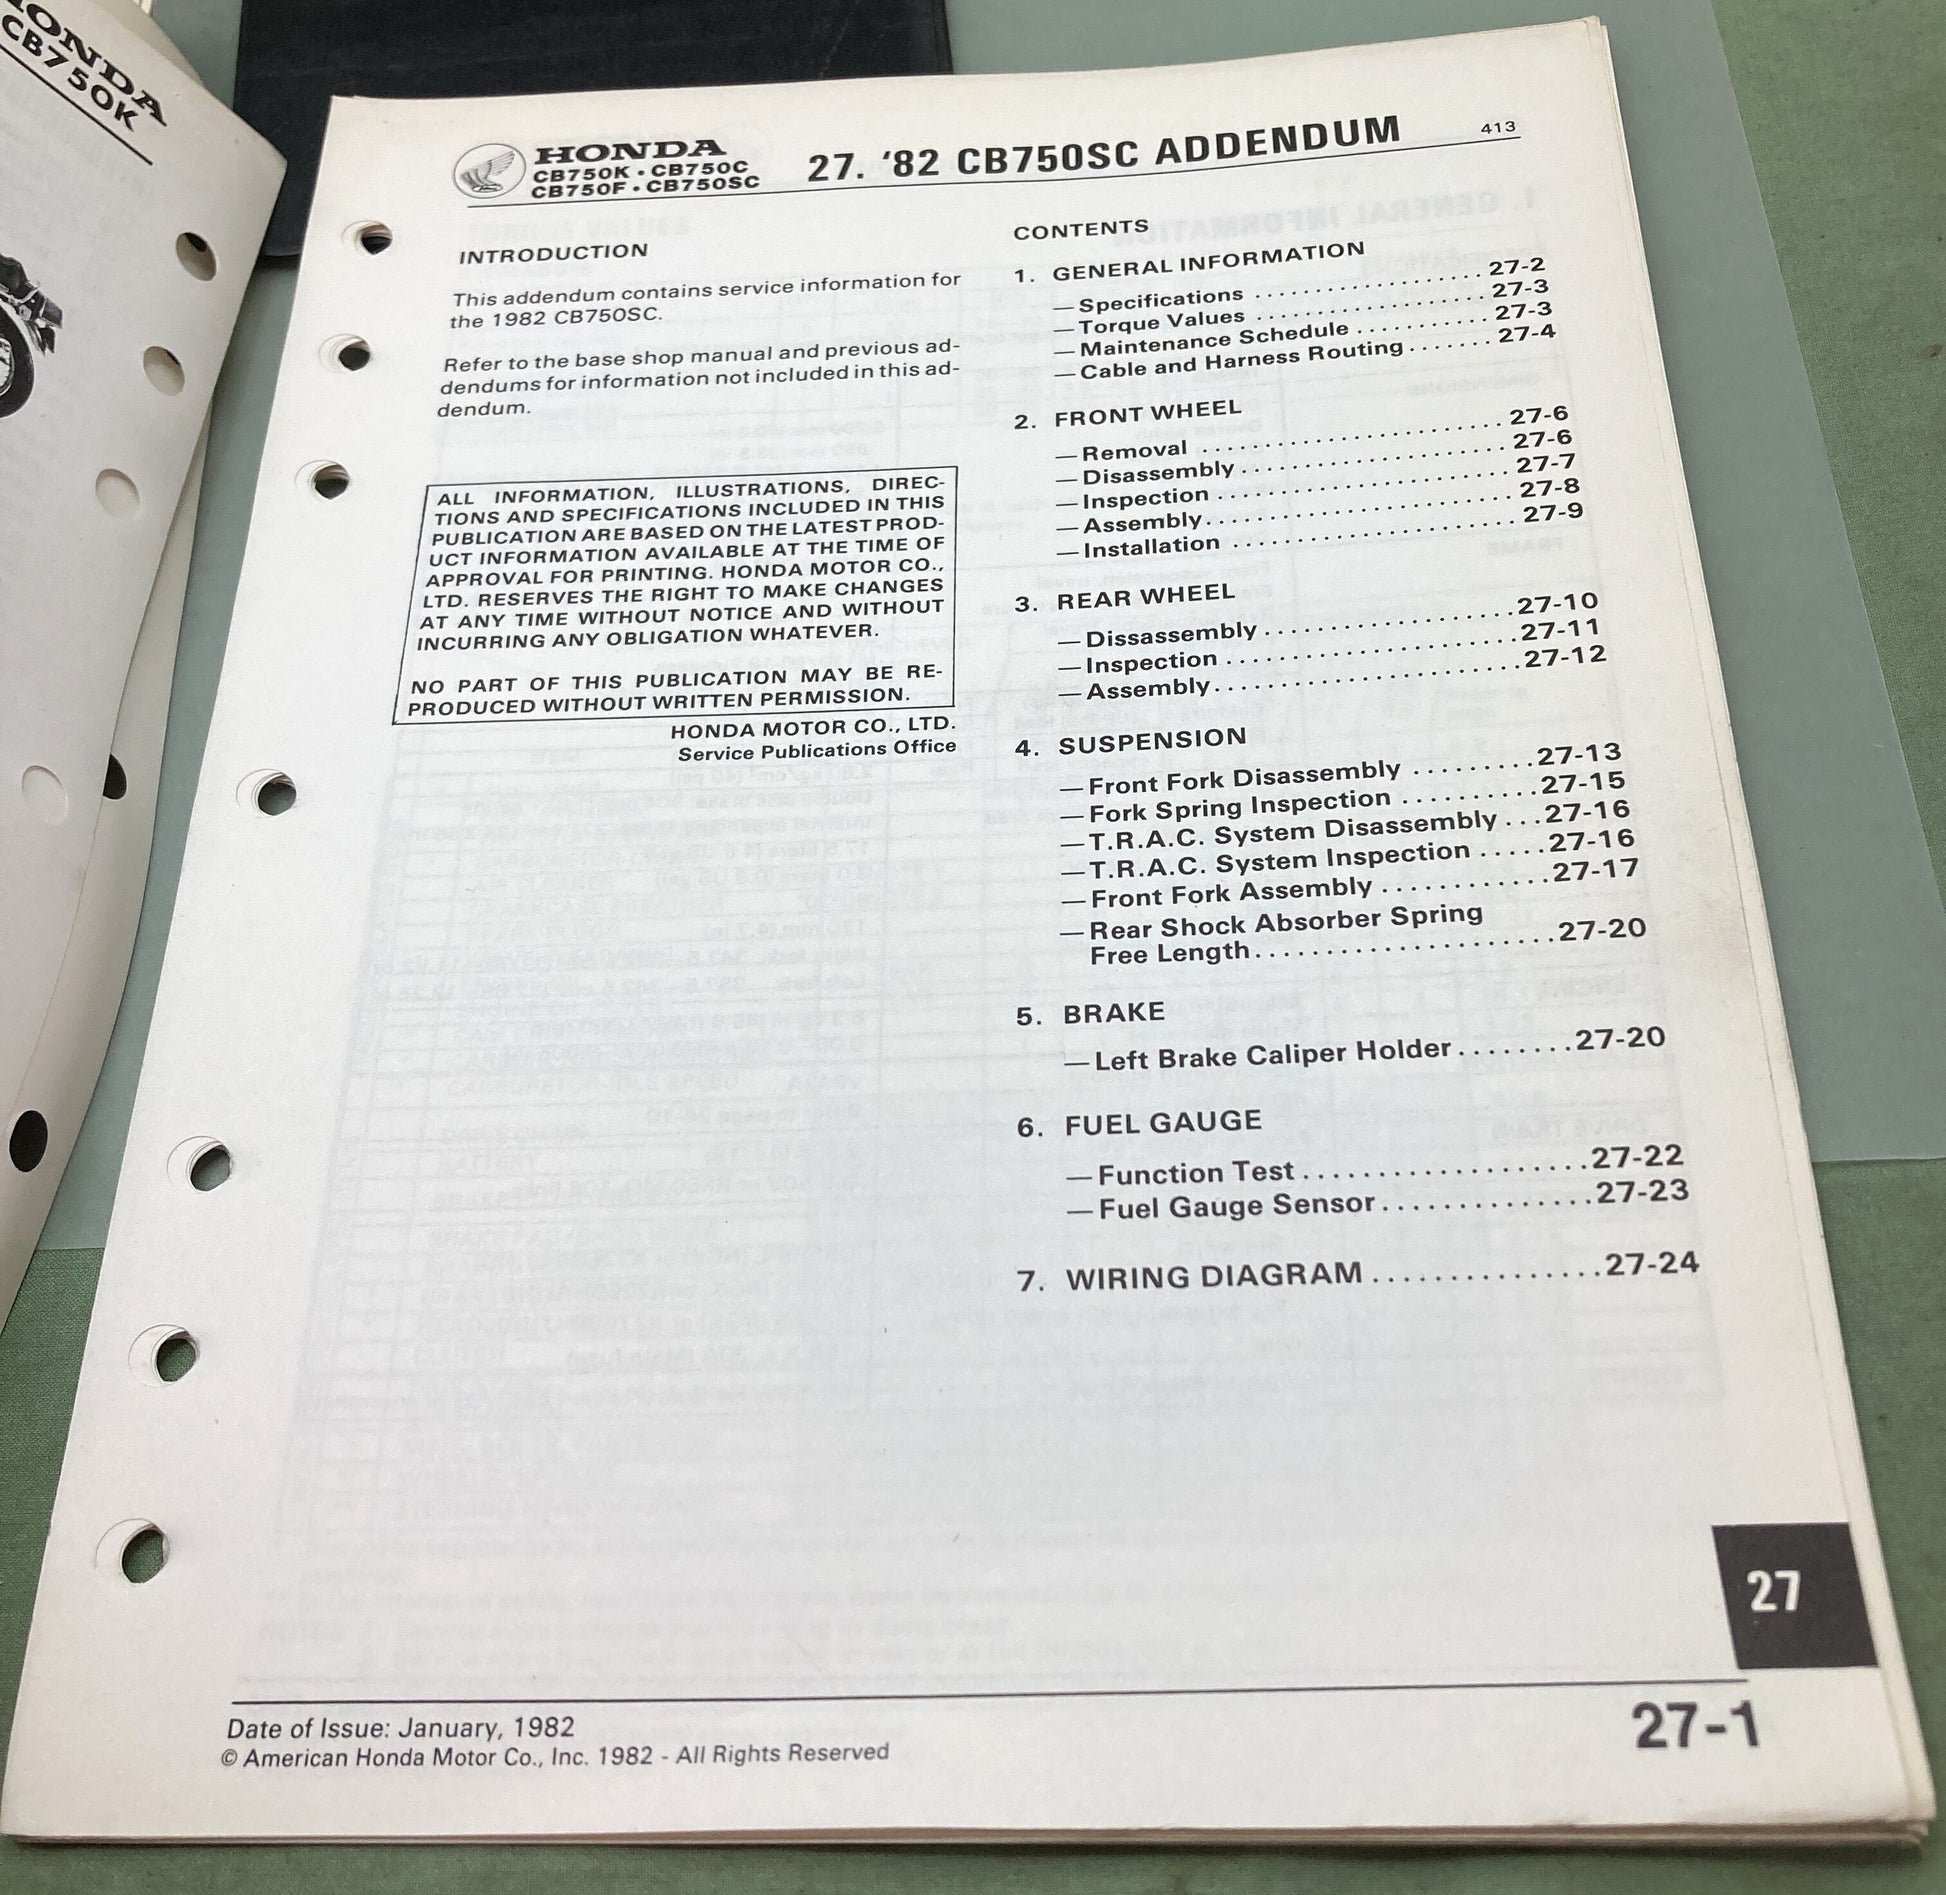 HONDA
CB750K
HONDA
CB750K • CB750C
CB750F • CB750SC
27. '82 CB750SC ADDENDUM
413
INTRODUCTION
This addendum contains service information for
the 1982 CB750SC.
Refer to the base shop manual and previous ad-
dendums for information not included in this ad-
dendum.
ALL INFORMATION, ILLUSTRATIONS, DIREC-
TIONS AND SPECIFICATIONS INCLUDED IN THIS
PUBLICATION ARE BASED ON THE LATEST PROD-
UCT INFORMATION AVAILABLE AT THE TIME OF
APPROVAL FOR PRINTING. HONDA MOTOR CO.,
LTD. RESERVES THE RIGHT TO MAKE CHANGES
AT ANY TIME WITHOUT NOTICE AND WITHOUT
INCURRING ANY OBLIGATION WHATEVER.
NO PART OF THIS PUBLICATION MAY BE RE-
PRODUCED WITHOUT WRITTEN PERMISSION.
HONDA MOTOR CO., LTD.
Service Publications Office
CONTENTS
1. GENERAL INFORMATION
—Specifications . . . . . . . . . . . . . . . . . . 27-2
—Torque Values . . . . . . . . . . . . . . . . . . 27-3
—Maintenance Schedule . . . . . . . . . . . 27-3
—Cable and Harness Routing . . . . . . . 27-4
2. FRONT WHEEL
—Removal . . . . . . . . . . . . . . . . . . . . . . . 27-6
—Disassembly . . . . . . . . . . . . . . . . . . . . 27-6
—Inspection . . . . . . . . . . . . . . . . . . . . . . 27-7
—Assembly. . . . . . . . . . . . . . . . . . . . . . . 27-8
—Installation . . . . . . . . . . . . . . . . . . . . . 27-9
3. REAR WHEEL
—Dissassembly . . . . . . . . . . . . . . . . . . .27-10
—Inspection . . . . . . . . . . . . . . . . . . . . . .27-11
—Assembly. . . . . . . . . . . . . . . . . . . . . . .27-12
4. SUSPENSION
—Front Fork Disassembly . . . . . . . . .27-13
—Fork Spring Inspection . . . . . . . . . .27-15
—T.R.A.C. System Disassembly . . .27-16
—T.R.A.C. System Inspection . . . . .27-16
—Front Fork Assembly . . . . . . . . . . . .27-17
—Rear Shock Absorber Spring
Free Length. . . . . . . . . . . . . . . . . . . .27-20
5. BRAKE
—Left Brake Caliper Holder . . . . . . . .27-20
6. FUEL GAUGE
—Function Test . . . . . . . . . . . . . . . . . . .27-22
—Fuel Gauge Sensor . . . . . . . . . . . . . .27-23
7. WIRING DIAGRAM . . . . . . . . . . . . . . .27-24
27
Date of Issue: January, 1982
© American Honda Motor Co., Inc. 1982 - All Rights Reserved
27-1